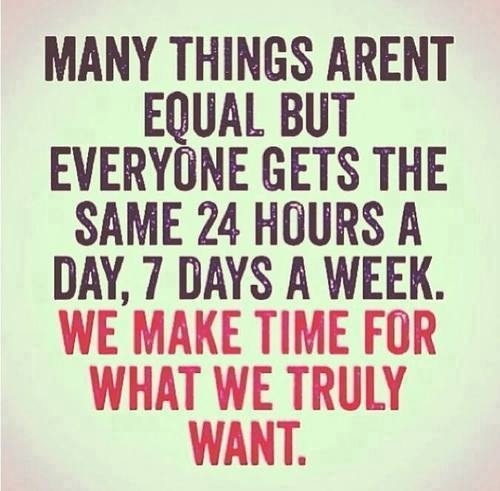 MANY THINGS ARENT
EQUAL BUT
EVERYONE GETS THE
SAME 24 HOURS A
DAY, 7 DAYS A WEEK.
WE MAKE TIME FOR
WHAT WE TRULY
WANT.